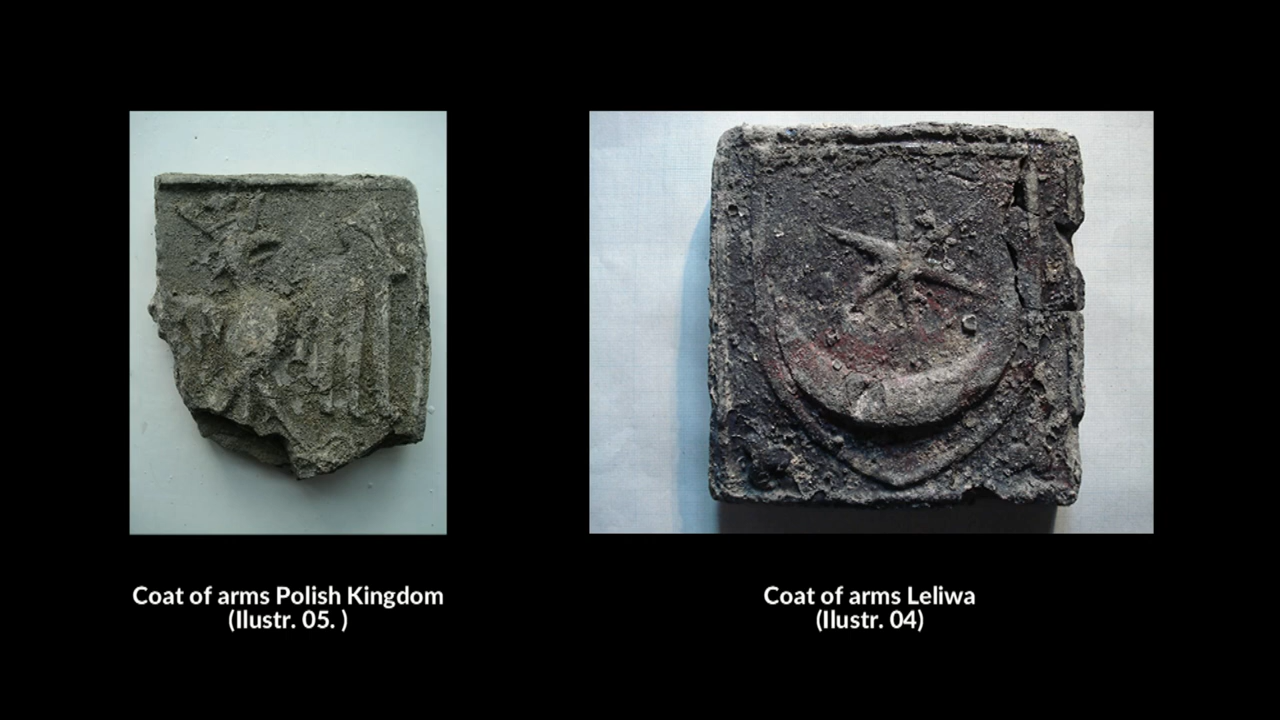 Coat of arms Polish Kingdom
(Ilustr. 05. )
Coat of arms Leliwa
(Ilustr. 04)